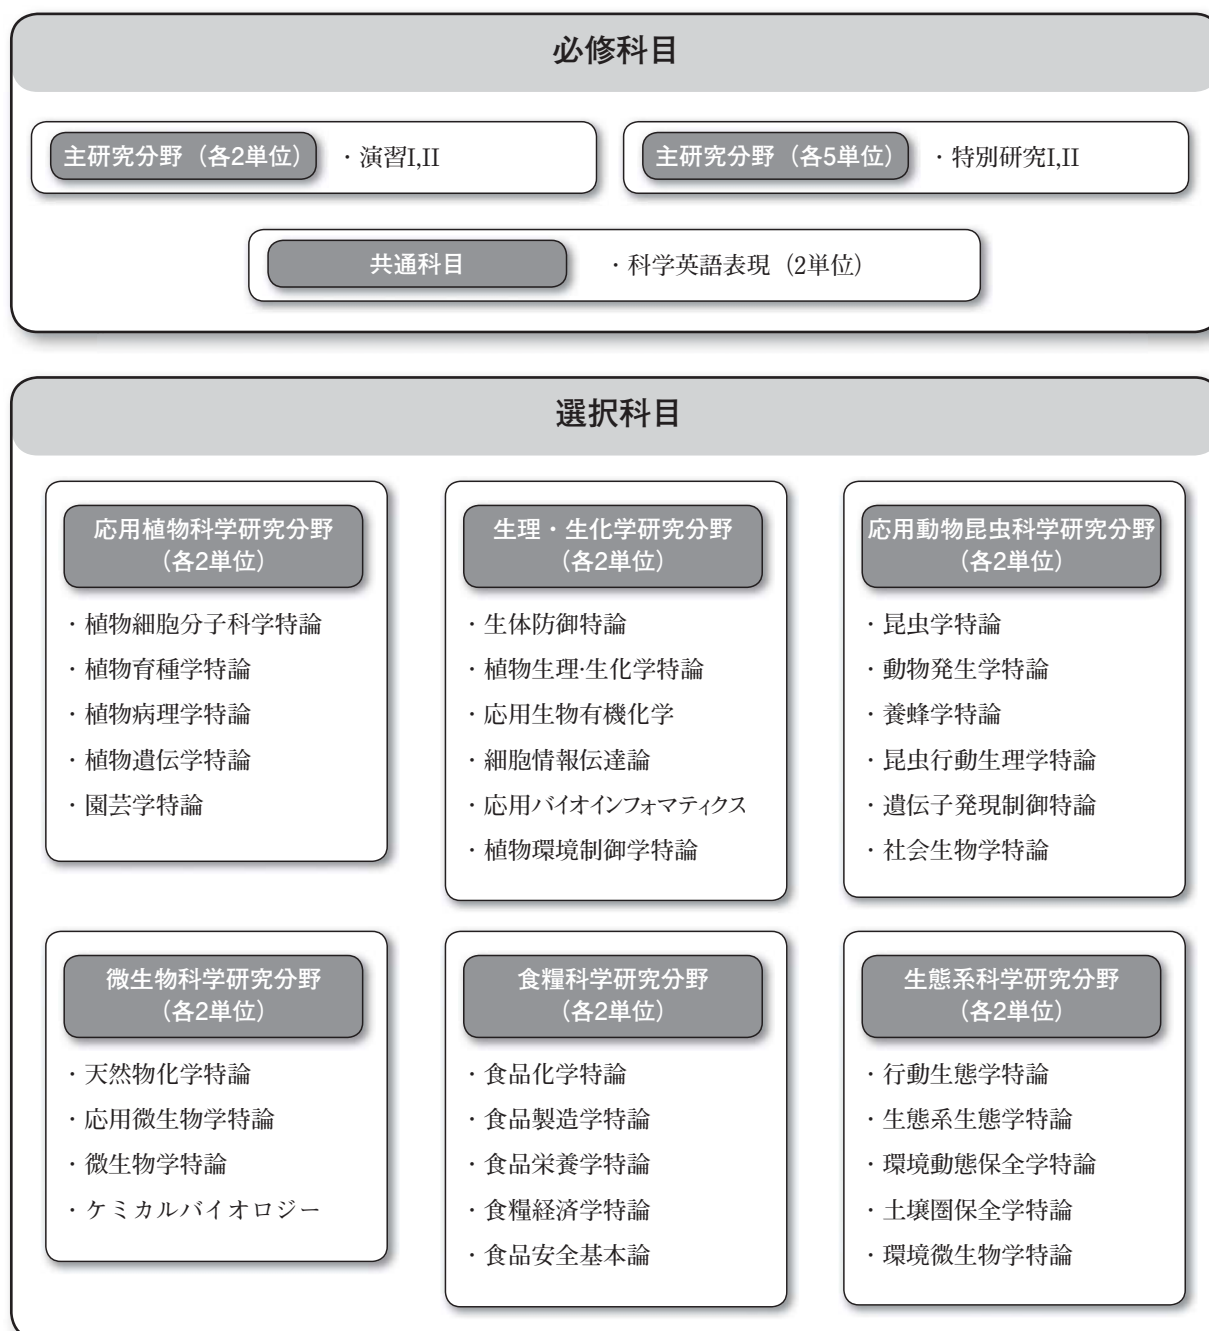 必修科目
主研究分野（各2単位）
・演習I,II
主研究分野（各5単位）
・特別研究I,II
共通科目
・科学英語表現（2単位）
選択科目
応用植物科学研究分野
（各2単位）
・植物細胞分子科学特論
・植物育種学特論
・植物病理学特論
・植物遺伝学特論
・園芸学特論
生理・生化学研究分野
（各2単位）
・生体防御特論
・植物生理·生化学特論
・応用生物有機化学
・細胞情報伝達論
・応用バイオインフォマティクス
・植物環境制御学特論
応用動物昆虫科学研究分野
（各2単位）
・昆虫学特論
・動物発生学特論
・養蜂学特論
・昆虫行動生理学特論
・遺伝子発現制御特論
・社会生物学特論
微生物科学研究分野
（各2単位）
・天然物化学特論
・応用微生物学特論
・微生物学特論
・ケミカルバイオロジー
食糧科学研究分野
（各2単位）
・食品化学特論
・食品製造学特論
・食品栄養学特論
・食糧経済学特論
・食品安全基本論
生態系科学研究分野
（各2単位）
・行動生態学特論
・生態系生態学特論
・環境動態保全学特論
・土壌圏保全学特論
・環境微生物学特論